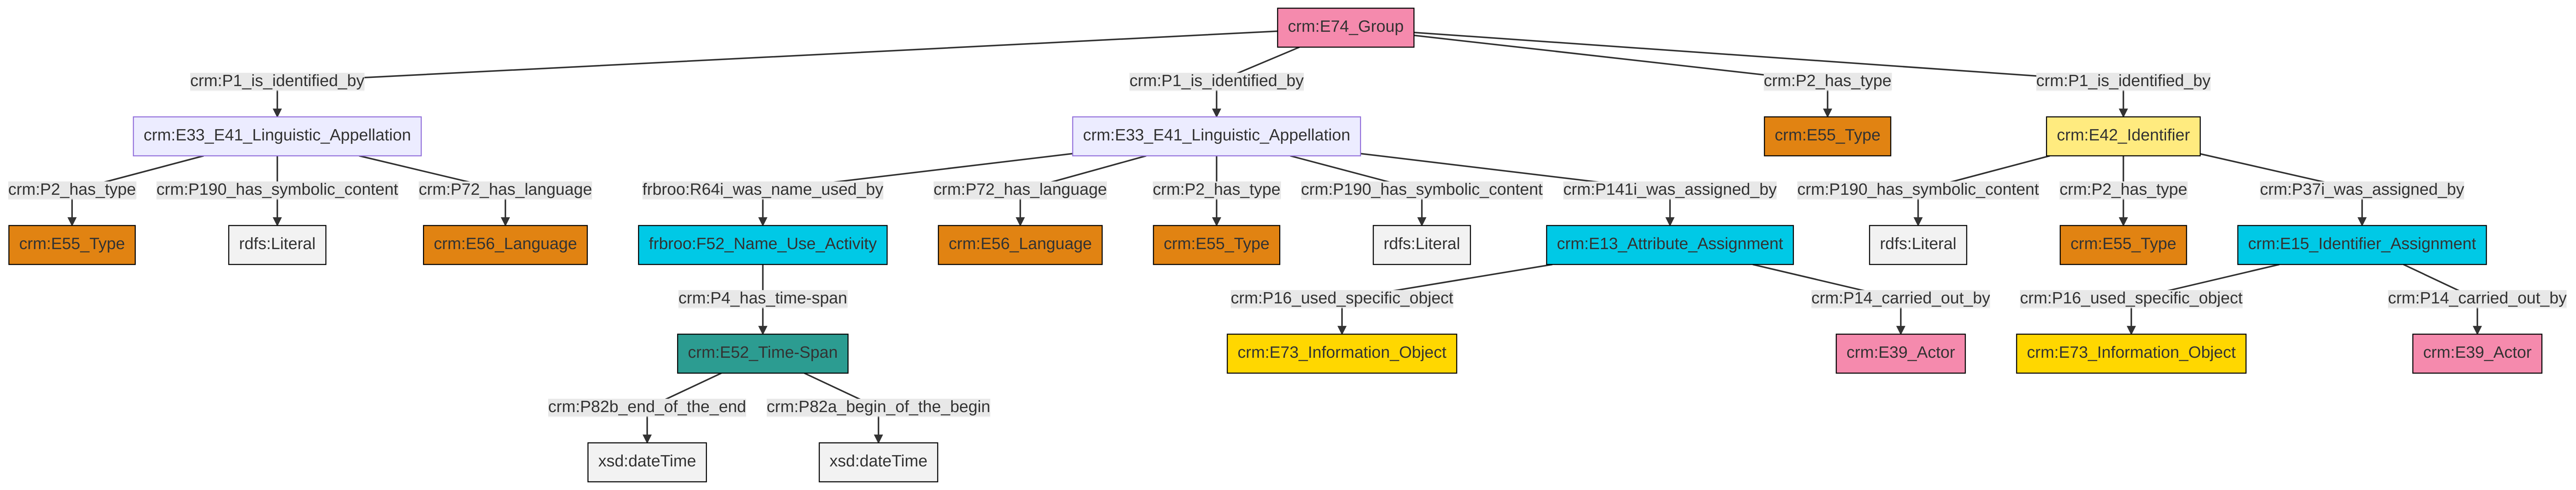 crm:E74_Group
crm:P1_is_identified_by
crm:P1_is_identified_by
crm:P2_has_type
crm:P1_is_identified_by
crm:E33_E41_Linguistic_Appellation
crm:E33_E41_Linguistic_Appellation
crm:E55_Type
crm:E42_Identifier
crm:P2_has_type
crm:P190_has_symbolic_content
crm:P72_has_language
frbroo:R64i_was_name_used_by
crm:P72_has_language
crm:P2_has_type
crm:P190_has_symbolic_content
crm:P141i_was_assigned_by
crm:P190_has_symbolic_content
crm:P2_has_type
crm:P37i_was_assigned_by
crm:E55_Type
rdfs:Literal
crm:E56_Language
frbroo:F52_Name_Use_Activity
crm:E56_Language
crm:E55_Type
rdfs:Literal
crm:E13_Attribute_Assignment
rdfs:Literal
crm:E55_Type
crm:E15_Identifier_Assignment
crm:P4_has_time-span
crm:P16_used_specific_object
crm:P14_carried_out_by
crm:P16_used_specific_object
crm:P14_carried_out_by
crm:E52_Time-Span
crm:E73_Information_Object
crm:E39_Actor
crm:E73_Information_Object
crm:E39_Actor
crm:P82b_end_of_the_end
crm:P82a_begin_of_the_begin
xsd:dateTime
xsd:dateTime